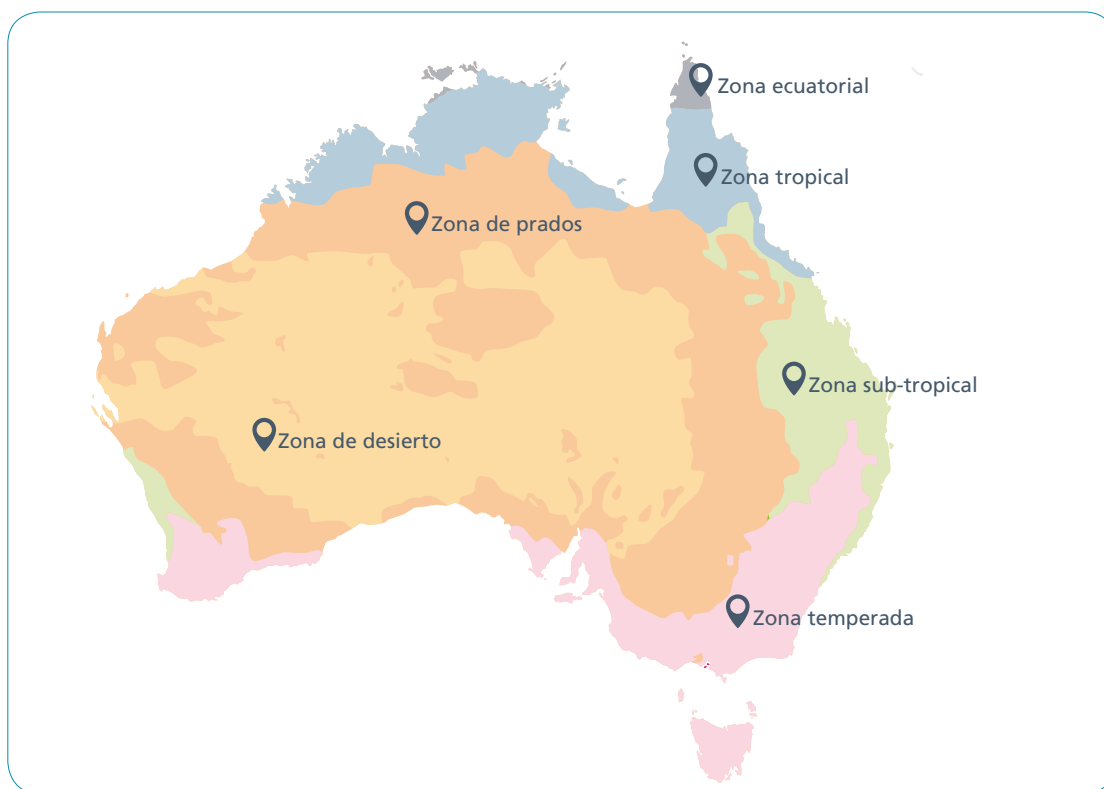 Zona ecuatorial
Zona tropical
Zona de prados
Zona sub-tropical
Zona de desierto
Zona temperada